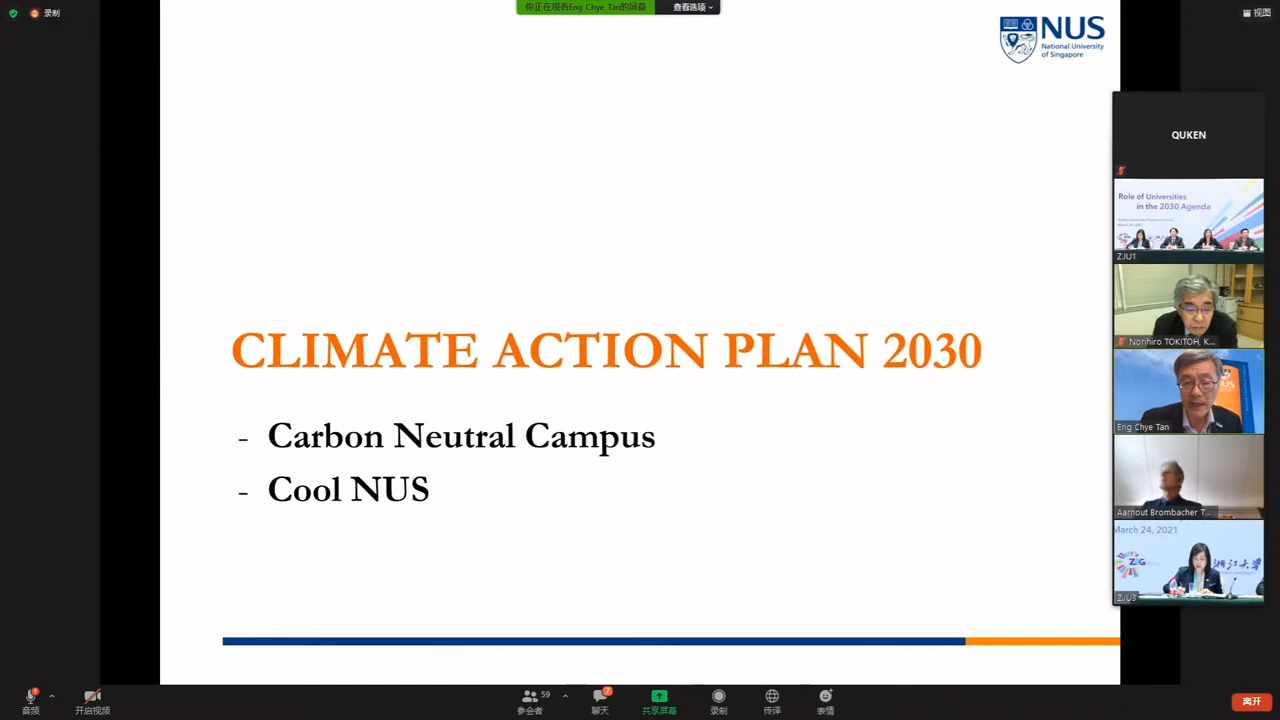 录制
你正在观看Eng Chye Tan的屏幕
查看选项
视图
NUS
National University
of Singapore
CLIMATE ACTION PLAN 2030
- Carbon Neutral Campus
- Cool NUS
QUKEN
Role of Universities
in the 2030 Agenda
ZJU1
Norihiro TOKITOH, K...
Eng Chye Tan
Aarnout Brombacher T...
March 24, 2021
浙江大学
ZJU3
音频
开启视频
59
参会者
7
聊天
共享屏幕
录制
传译
表情
离开